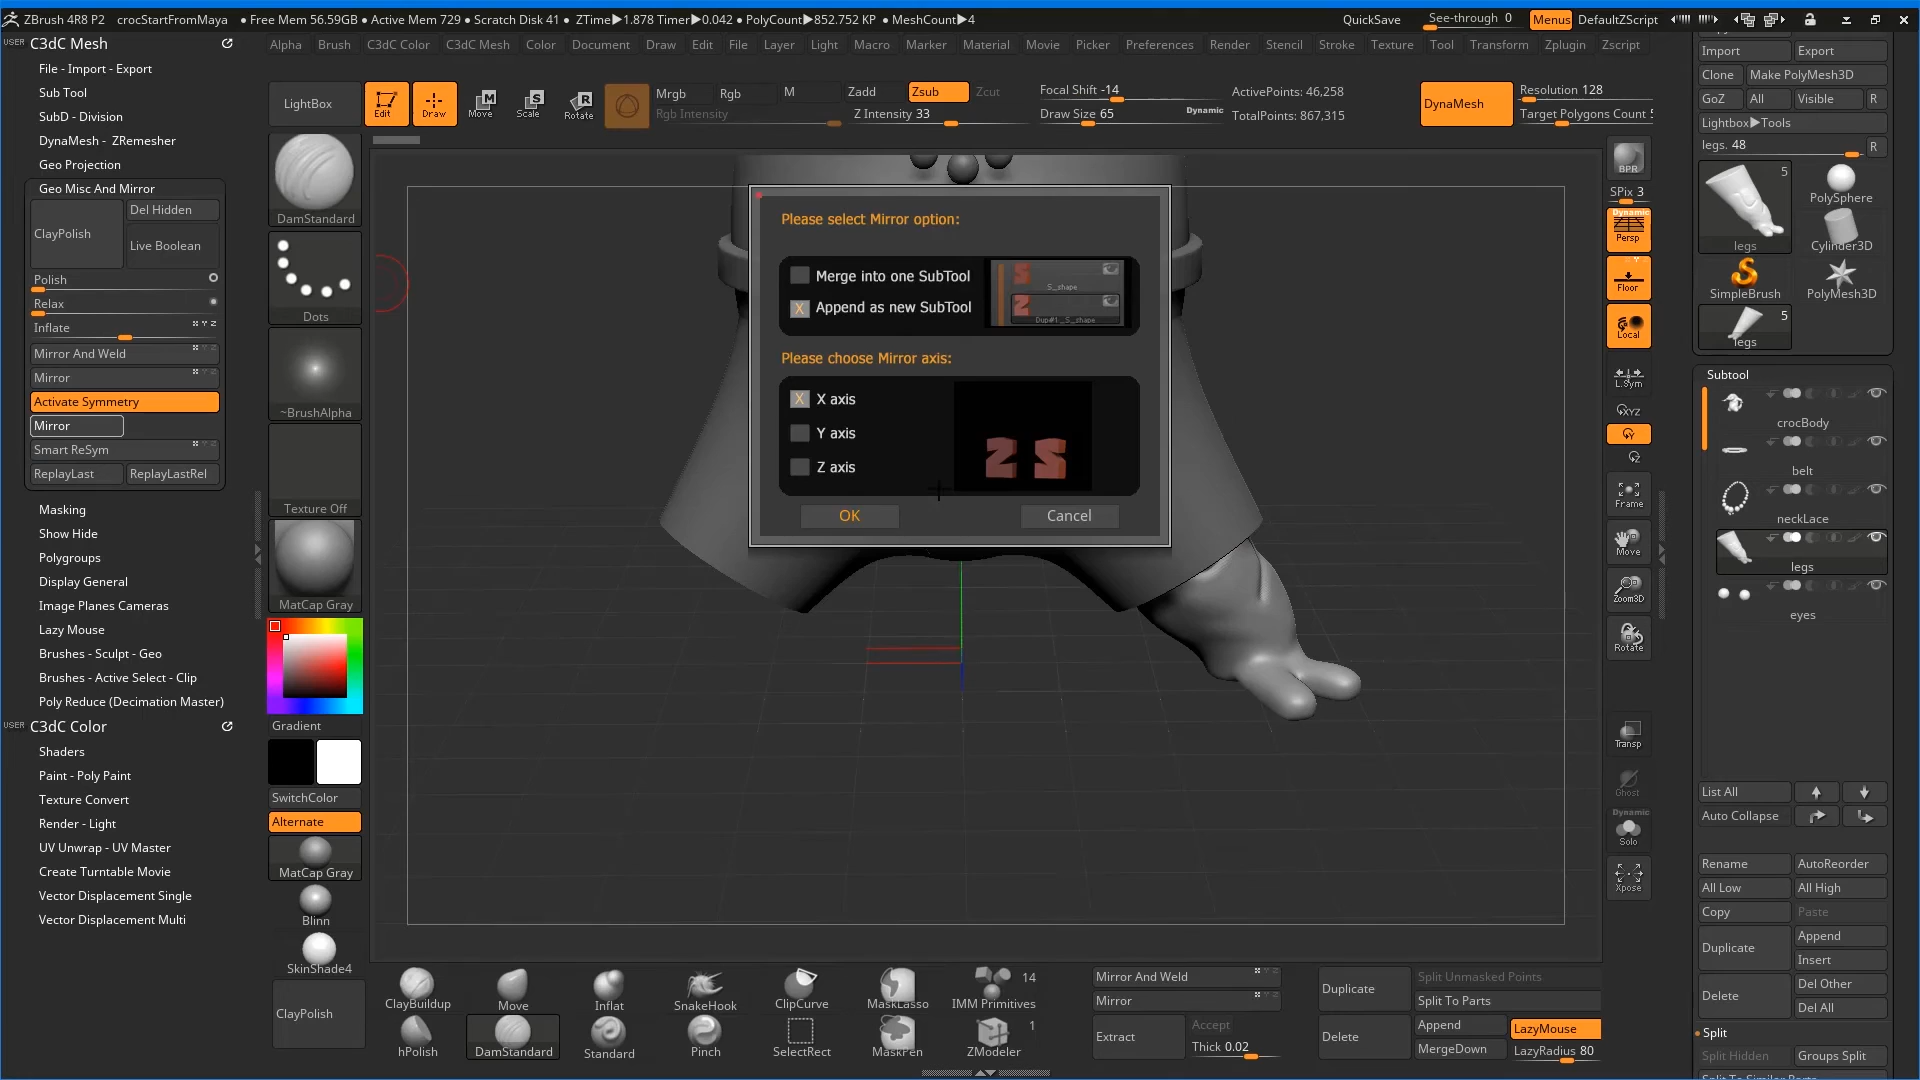 ZBrush 4R8 P2 crocStartFromMaya ● Free Mem 56.59GB ● Active Mem 729 ● Scratch Disk 41 ● ZTime▶1.878 Timer▶0.042 ● PolyCount▶852.752 KP ● MeshCount▶4 QuickSave See-through 0 Menus DefaultZScript
USER C3dC Mesh
Alpha Brush C3dC Color C3dC Mesh Color Document Draw Edit File Layer Light Macro Marker Material Movie Picker Preferences Render Stencil Stroke Texture Tool Transform Zplugin Zscript
File - Import - Export
Sub Tool
SubD - Division
DynaMesh - ZRemesher
Geo Projection
Geo Misc And Mirror
ClayPolish
Del Hidden
Live Boolean
Polish
Relax
Inflate
Mirror And Weld
Mirror
Activate Symmetry
Mirror
Smart ReSym
ReplayLast ReplayLastRel
Masking
Show Hide
Polygroups
Display General
Image Planes Cameras
Lazy Mouse
Brushes - Sculpt - Geo
Brushes - Active Select - Clip
Poly Reduce (Decimation Master)
USER C3dC Color
Shaders
Paint - Poly Paint
Texture Convert
Render - Light
UV Unwrap - UV Master
Create Turntable Movie
Vector Displacement Single
Vector Displacement Multi
LightBox
Edit
Draw
Move
Scale
Rotate
Mrgb Rgb M
Rgb Intensity
Zadd Zsub Zcut
Z Intensity 33
Focal Shift -14
Draw Size 65
Dynamic
ActivePoints: 46,258
TotalPoints: 867,315
DynaMesh
Resolution 128
Target Polygons Count
DamStandard
Dots
~BrushAlpha
Texture Off
MatCap Gray
Gradient
SwitchColor
Alternate
MatCap Gray
Blinn
SkinShade4
ClayPolish
Please select Mirror option:
Merge into one SubTool
X Append as new SubTool
S_shape
Dup#1_S_shape
Please choose Mirror axis:
X X axis
Y axis
Z axis
OK Cancel
BPR
SPix 3
Dynamic
Persp
Floor
Local
L.Sym
XYZ
Y
Z
Frame
Move
Zoom3D
Rotate
Transp
Ghost
Dynamic
Solo
Xpose
Import Export
Clone Make PolyMesh3D
GoZ All Visible R
Lightbox▶Tools
legs. 48 R
5
legs
PolySphere
Cylinder3D
SimpleBrush
PolyMesh3D
5
legs
Subtool
crocBody
belt
neckLace
legs
eyes
List All
Auto Collapse
Rename AutoReorder
All Low All High
Copy Paste
Duplicate Append
Insert
Delete Del Other
Del All
Split
Split Hidden Groups Split
ClayBuildup Move Inflat SnakeHook ClipCurve MaskLasso IMM Primitives 14
hPolish DamStandard Standard Pinch SelectRect MaskPen ZModeler 1
Mirror And Weld
Mirror
Extract
Accept
Thick 0.02
Duplicate
Delete
Split Unmasked Points
Split To Parts
Append
MergeDown
LazyMouse
LazyRadius 80